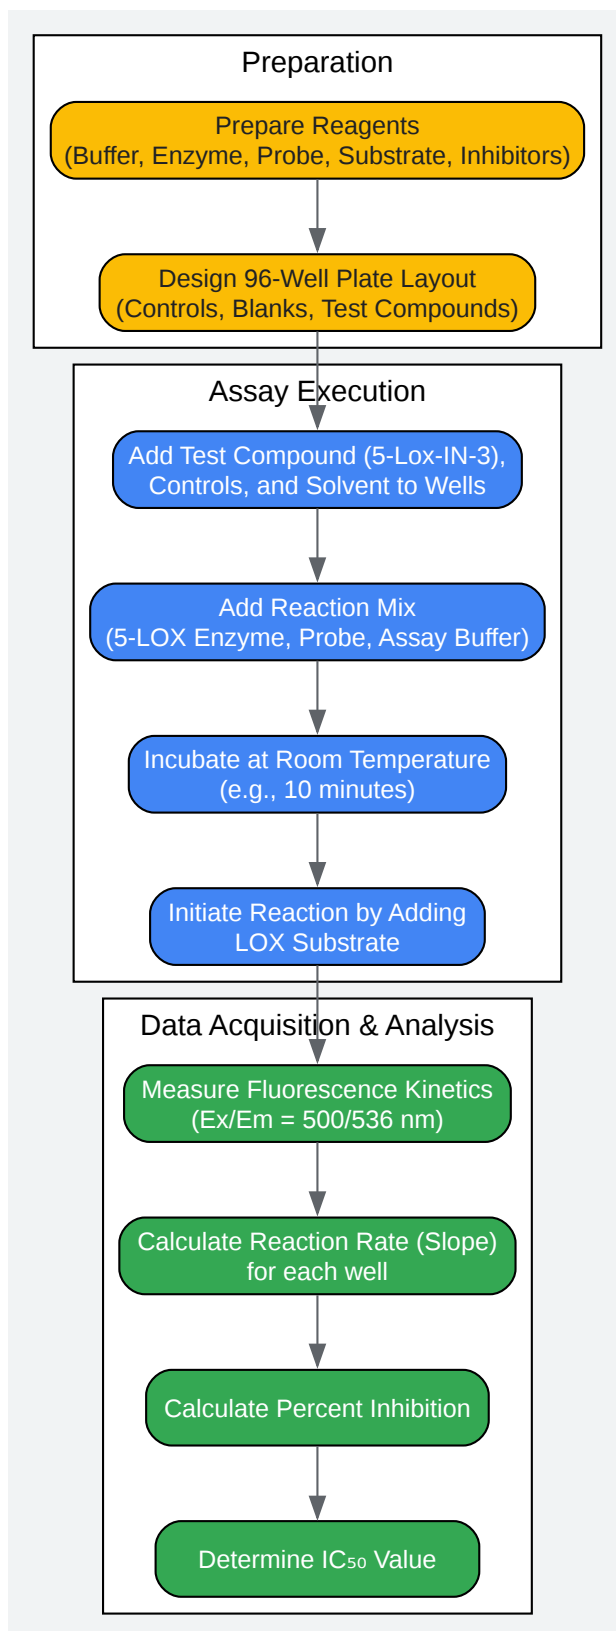 Preparation
Prepare Reagents
(Buffer, Enzyme, Probe, Substrate, Inhibitors)
Design 96-Well Plate Layout
(Controls, Blanks, Test Compounds)
Assay Execution
Add Test Compound (5-Lox-IN-3),
Controls, and Solvent to Wells
Add Reaction Mix
(5-LOX Enzyme, Probe, Assay Buffer)
Incubate at Room Temperature
(e.g., 10 minutes)
Initiate Reaction by Adding
LOX Substrate
Data Acquisition & Analysis
Measure Fluorescence Kinetics
(Ex/Em = 500/536 nm)
Calculate Reaction Rate (Slope)
for each well
Calculate Percent Inhibition
Determine IC₅₀ Value